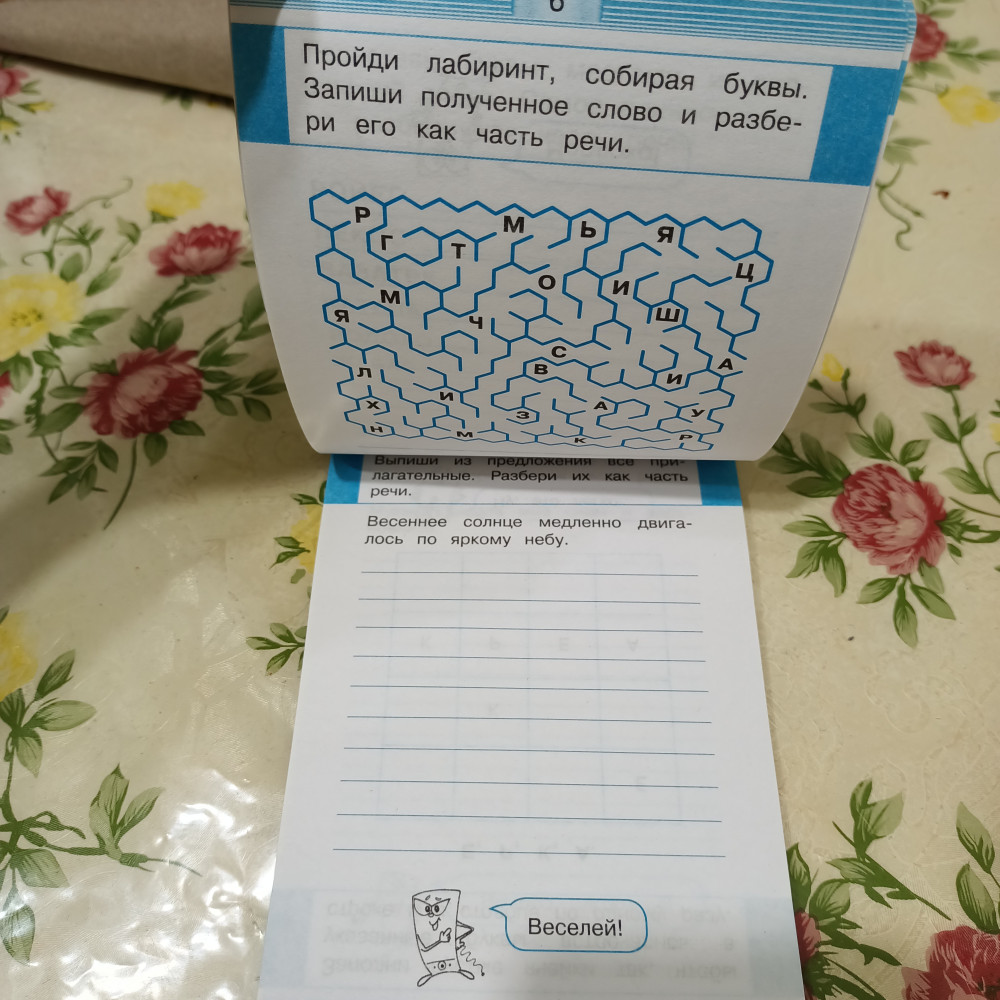 6
Пройди лабиринт, собирая буквы.
Запиши полученное слово и разбе-
ри его как часть речи.
Р М Ь Я
Г Т
О И Ц
М Ч Ш
Я
С А
Л В И
Х И З А У
Н М К Р
Выпиши из предложения все при-
лагательные. Разбери их как часть
речи.
Весеннее солнце медленно двига-
лось по яркому небу.
Веселей!